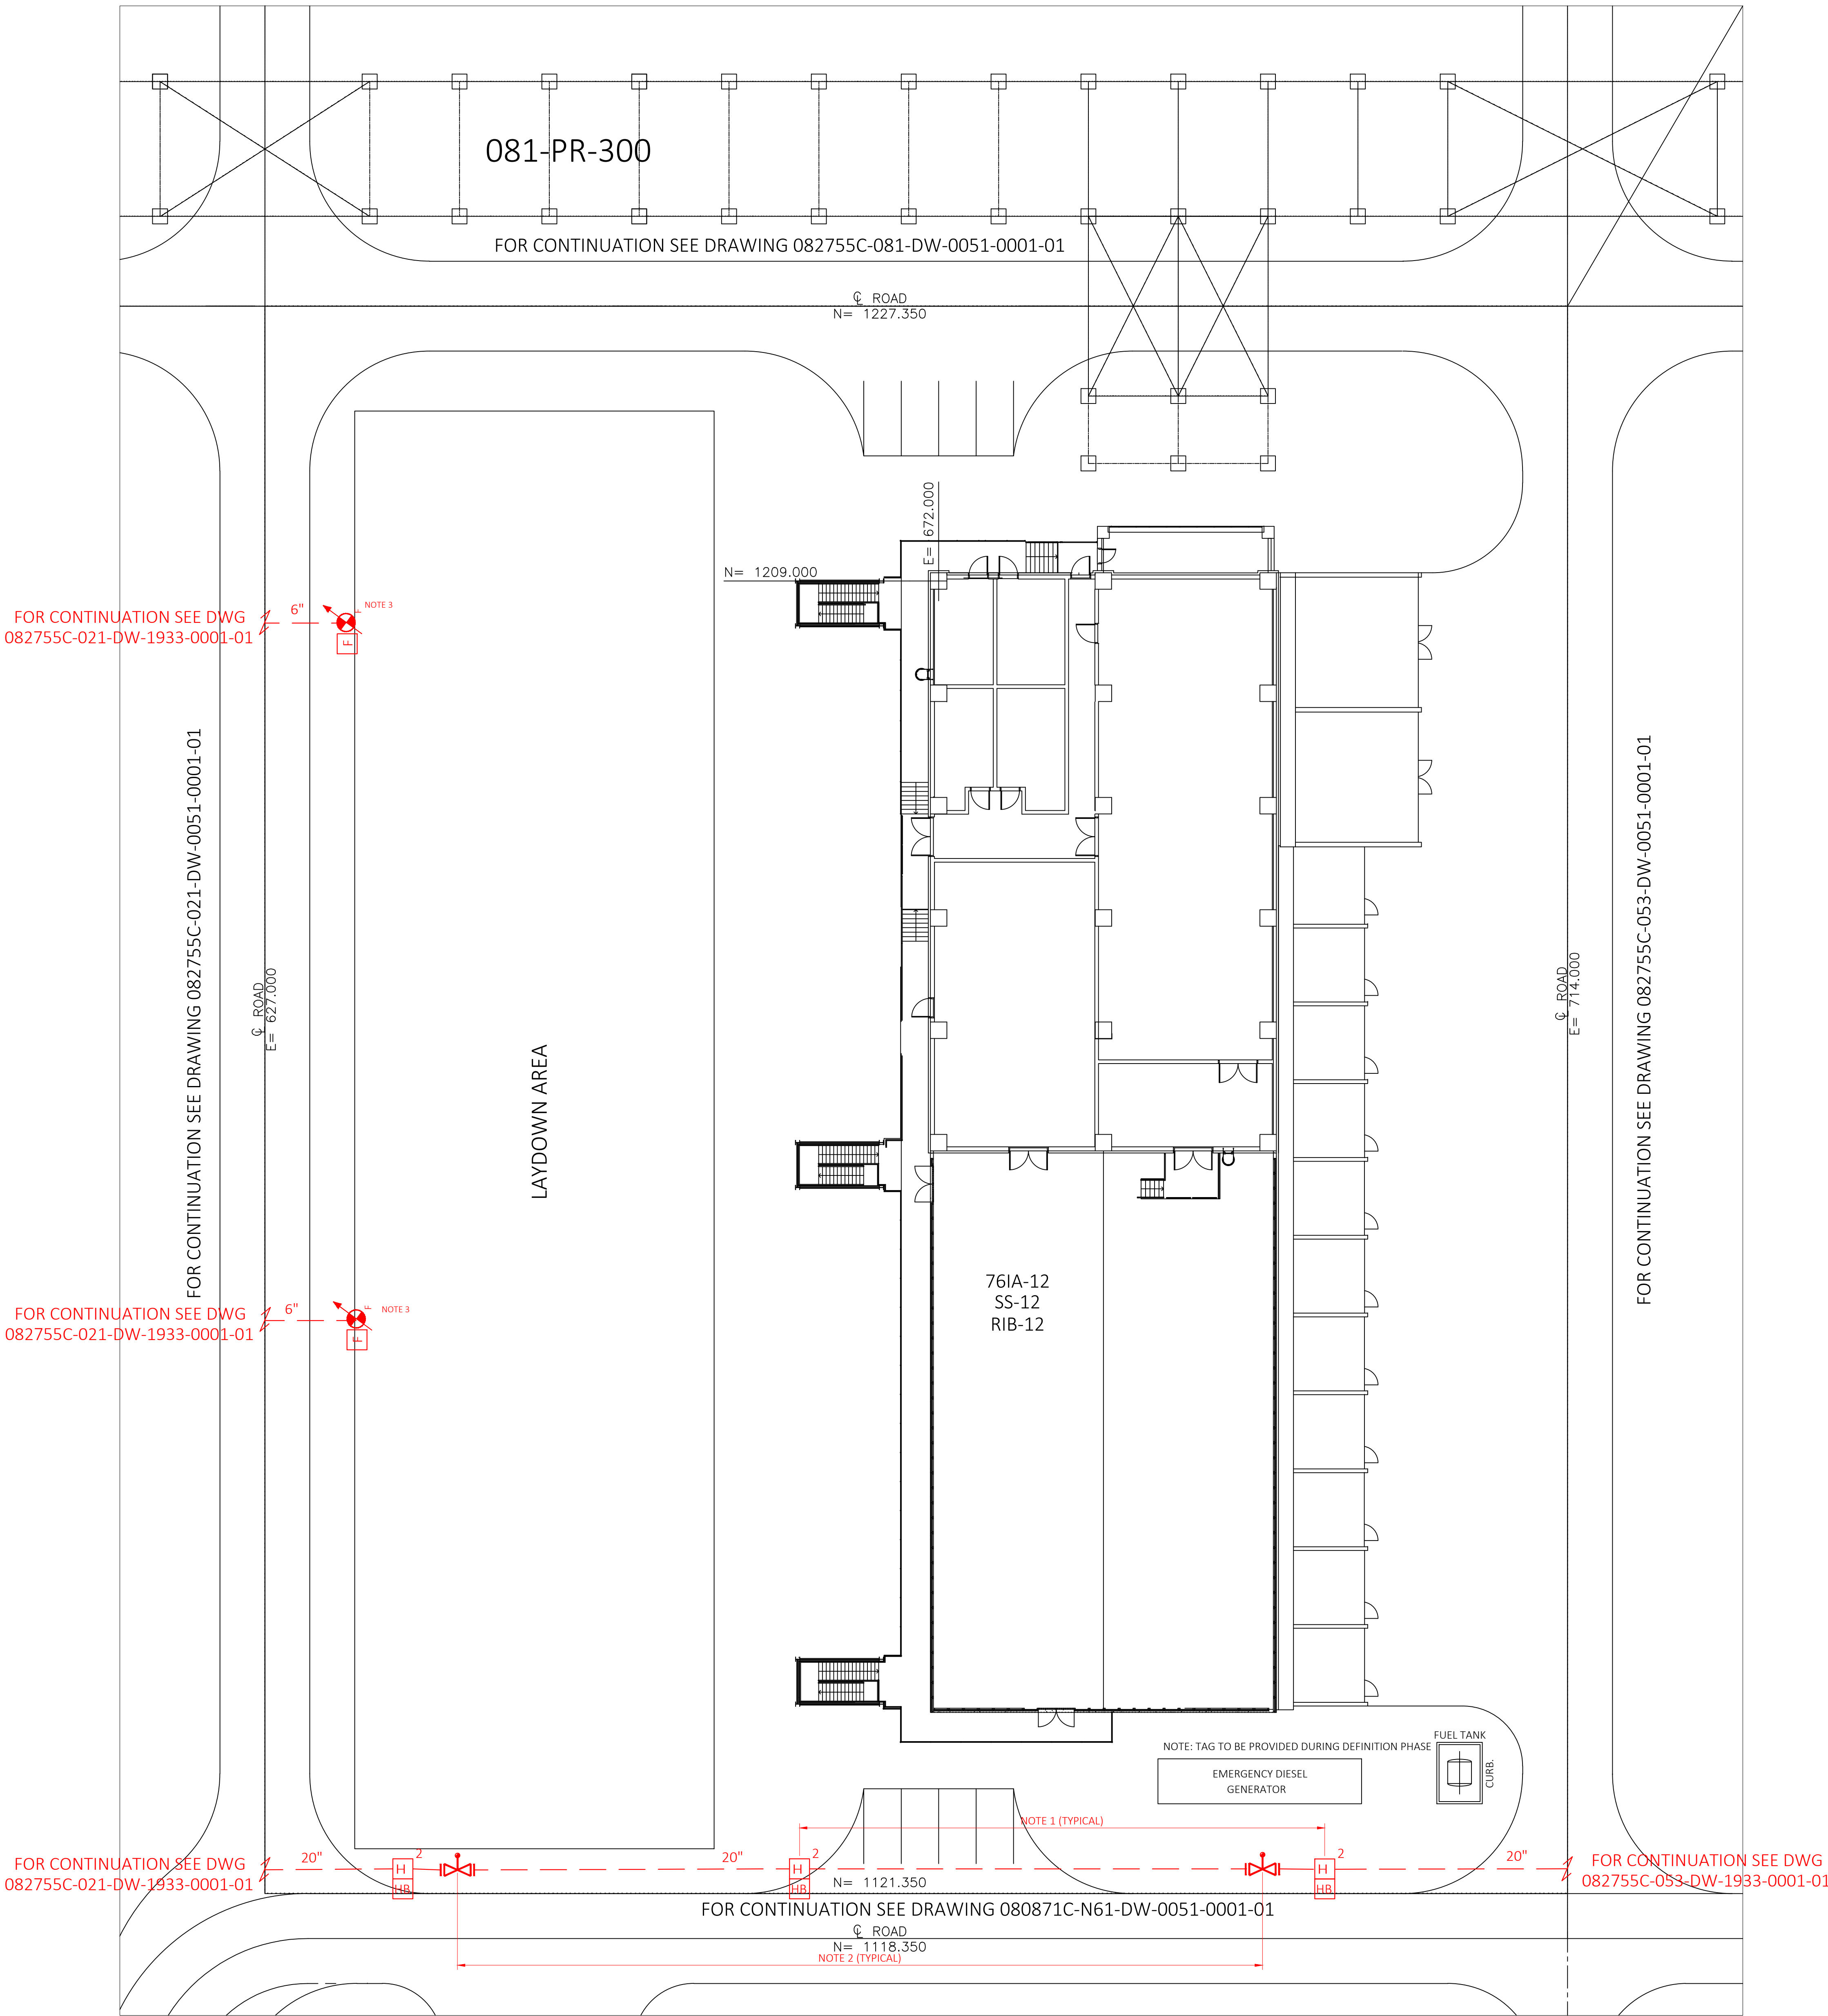 081-PR-300
FOR CONTINUATION SEE DRAWING 082755C-081-DW-0051-0001-01
℄ ROAD
N= 1227.350
E= 672.000
N= 1209.000
FOR CONTINUATION SEE DWG
082755C-021-DW-1933-0001-01
6"
F
NOTE 3
F
FOR CONTINUATION SEE DRAWING 082755C-021-DW-0051-0001-01
℄ ROAD
E= 627.000
LAYDOWN AREA
℄ ROAD
E= 714.000
FOR CONTINUATION SEE DRAWING 082755C-053-DW-0051-0001-01
76IA-12
SS-12
RIB-12
FOR CONTINUATION SEE DWG
082755C-021-DW-1933-0001-01
6"
F
NOTE 3
F
FUEL TANK
NOTE: TAG TO BE PROVIDED DURING DEFINITION PHASE
EMERGENCY DIESEL
GENERATOR
CURB.
NOTE 1 (TYPICAL)
FOR CONTINUATION SEE DWG
082755C-021-DW-1933-0001-01
20"
H
2
HB
20"
H
2
HB
H
2
HB
20"
FOR CONTINUATION SEE DWG
082755C-053-DW-1933-0001-01
N= 1121.350
FOR CONTINUATION SEE DRAWING 080871C-N61-DW-0051-0001-01
℄ ROAD
N= 1118.350
NOTE 2 (TYPICAL)